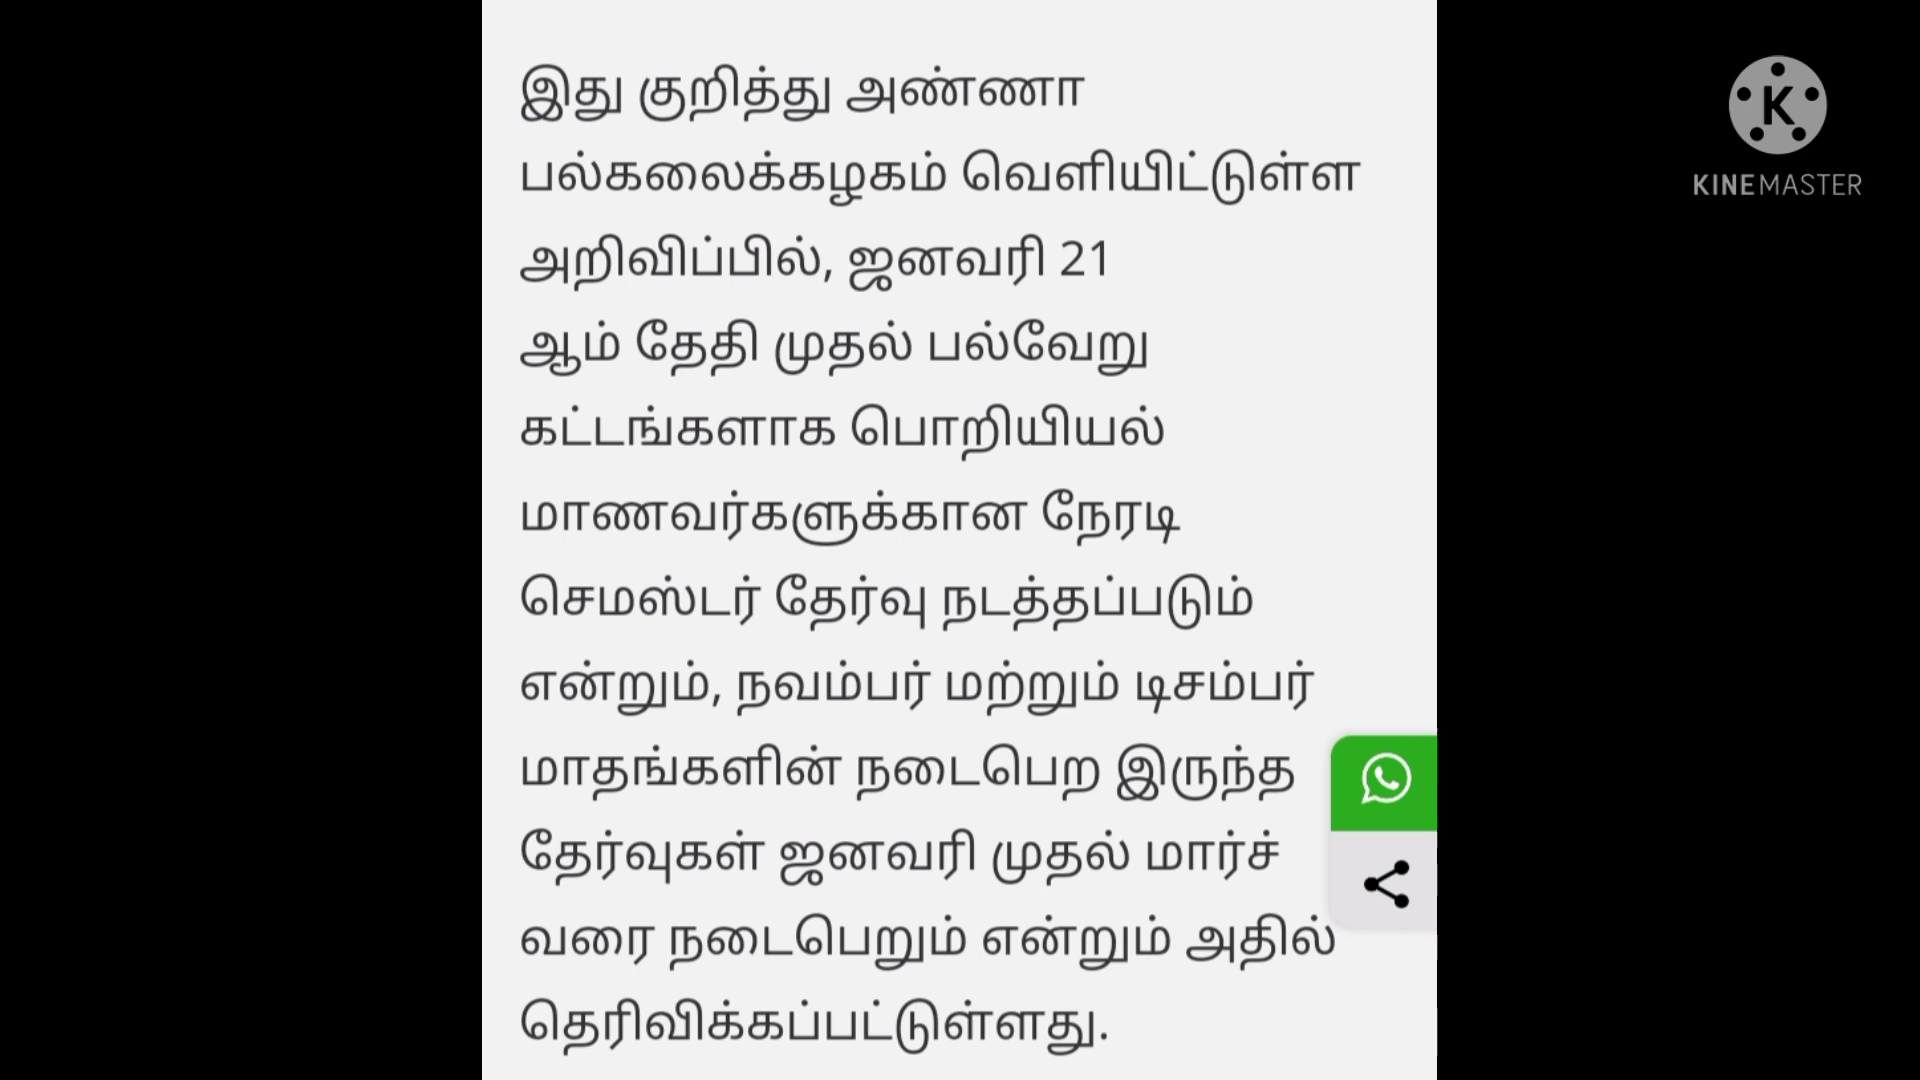 இது குறித்து அண்ணா
பல்கலைக்கழகம் வெளியிட்டுள்ள
அறிவிப்பில், ஜனவரி 21
ஆம் தேதி முதல் பல்வேறு
கட்டங்களாக பொறியியல்
மாணவர்களுக்கான நேரடி
செமஸ்டர் தேர்வு நடத்தப்படும்
என்றும், நவம்பர் மற்றும் டிசம்பர்
மாதங்களின் நடைபெற இருந்த
தேர்வுகள் ஜனவரி முதல் மார்ச்
வரை நடைபெறும் என்றும் அதில்
தெரிவிக்கப்பட்டுள்ளது.
K
KINEMASTER